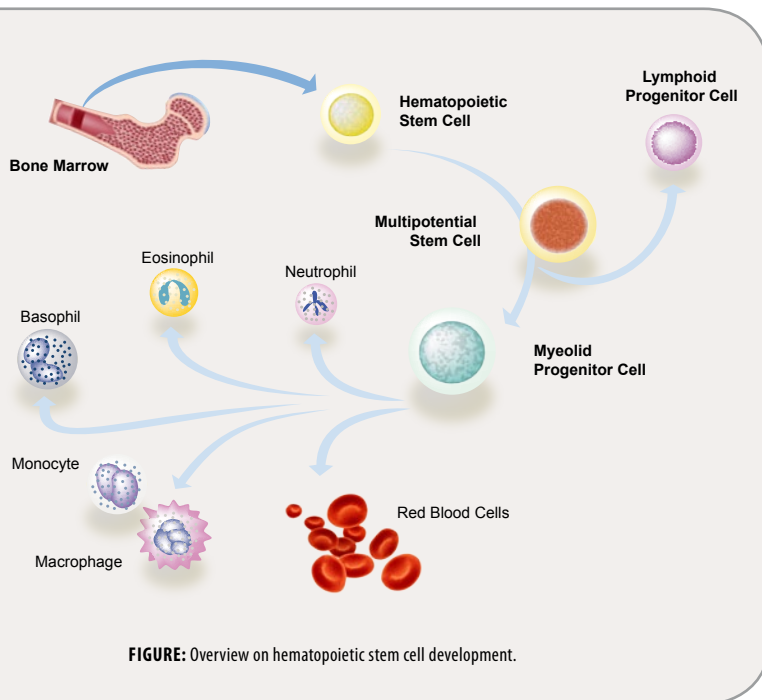 Lymphoid
Progenitor Cell
Hematopoietic
Stem Cell
Bone Marrow
Multipotential
Stem Cell
Eosinophil
Neutrophil
Basophil
Myeolid
Progenitor Cell
Monocyte
Red Blood Cells
Macrophage
FIGURE: Overview on hematopoietic stem cell development.